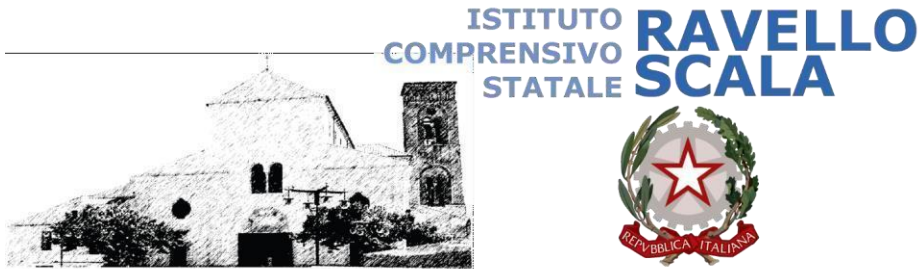 ISTITUTO
COMPRENSIVO
STATALE
RAVELLO
SCALA
REPVBBLICA ITALIANA